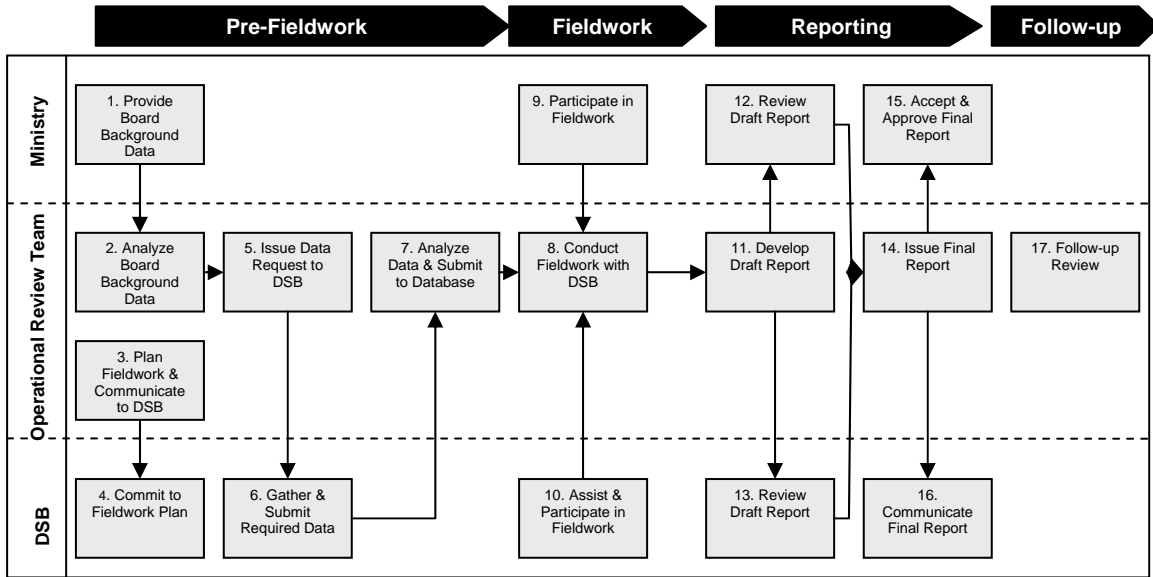 Pre-Fieldwork
Fieldwork
Reporting
Follow-up
Ministry
1. Provide
Board
Background
Data
9. Participate in
Fieldwork
12. Review
Draft Report
15. Accept &
Approve Final
Report
Operational Review Team
2. Analyze
Board
Background
Data
5. Issue Data
Request to
DSB
7. Analyze
Data & Submit
to Database
8. Conduct
Fieldwork with
DSB
11. Develop
Draft Report
14. Issue Final
Report
17. Follow-up
Review
3. Plan
Fieldwork &
Communicate
to DSB
DSB
4. Commit to
Fieldwork Plan
6. Gather &
Submit
Required Data
10. Assist &
Participate in
Fieldwork
13. Review
Draft Report
16.
Communicate
Final Report